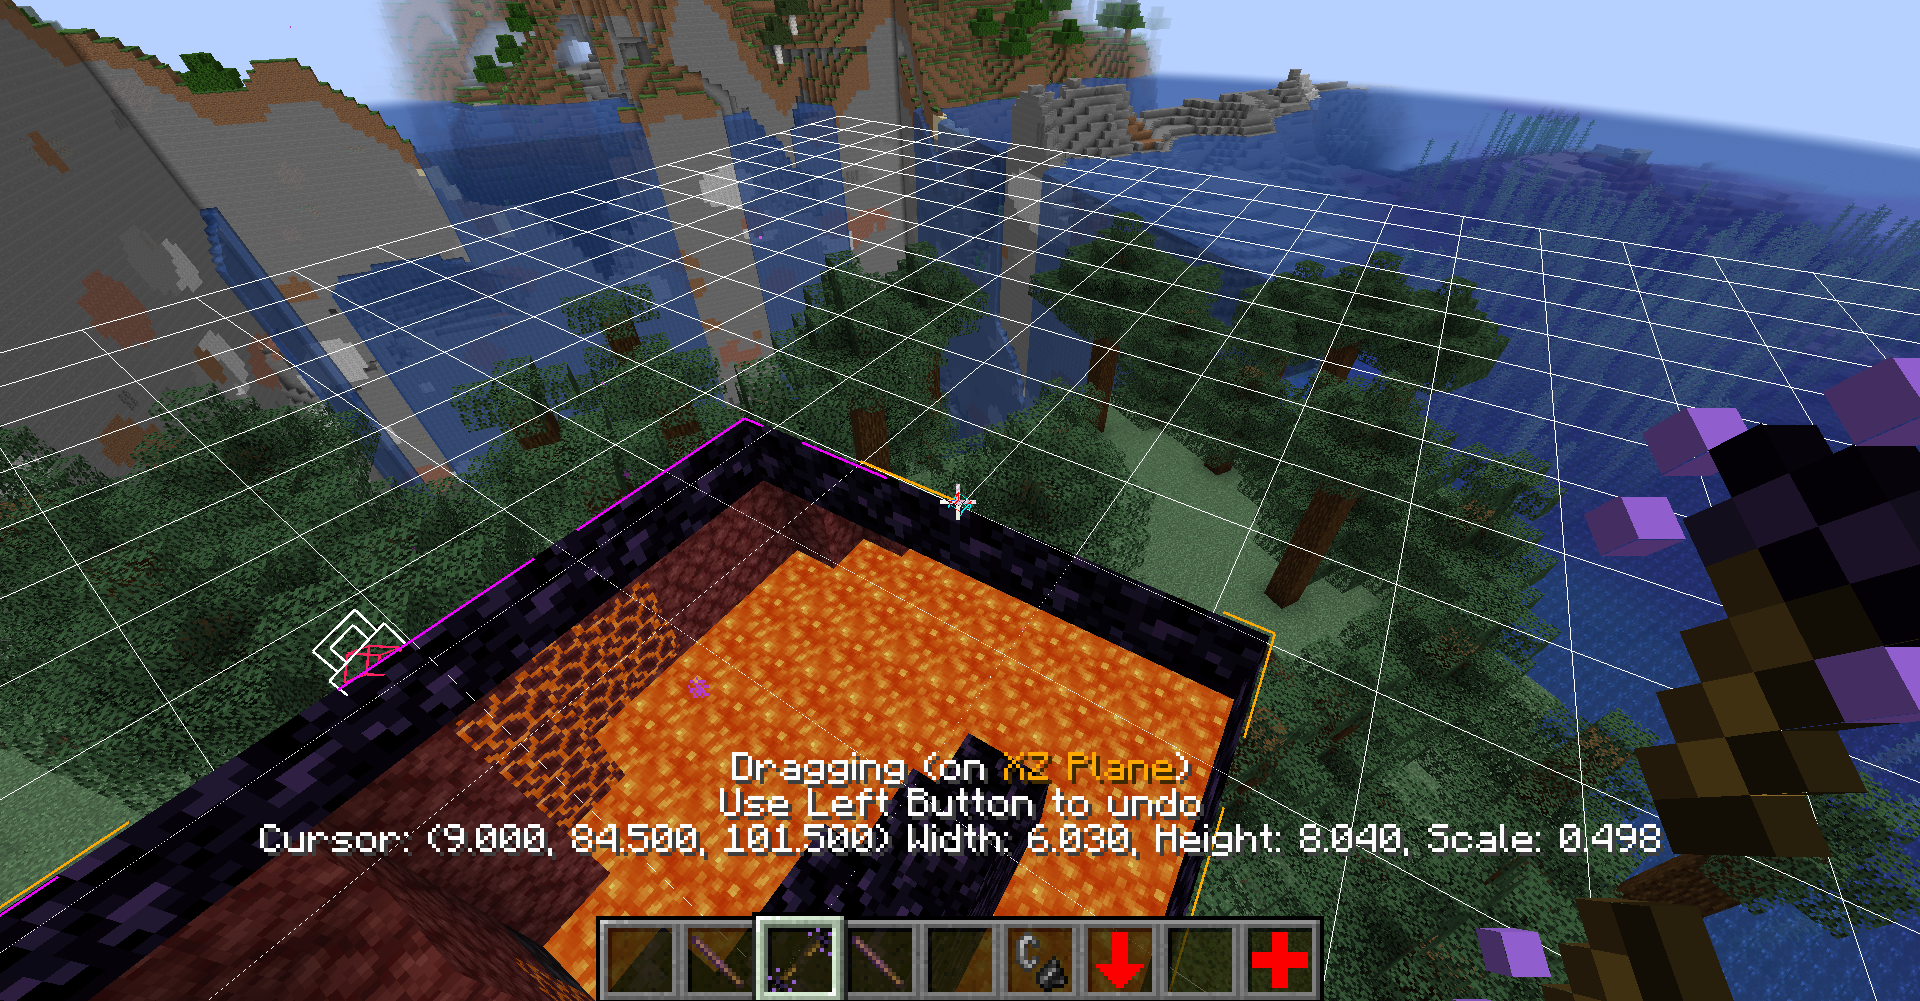 Dragging (on XZ Plane)
Use Left Button to undo
Cursor: (9.000, 84.500, 101.500) Width: 6.030, Height: 8.040, Scale: 0.498